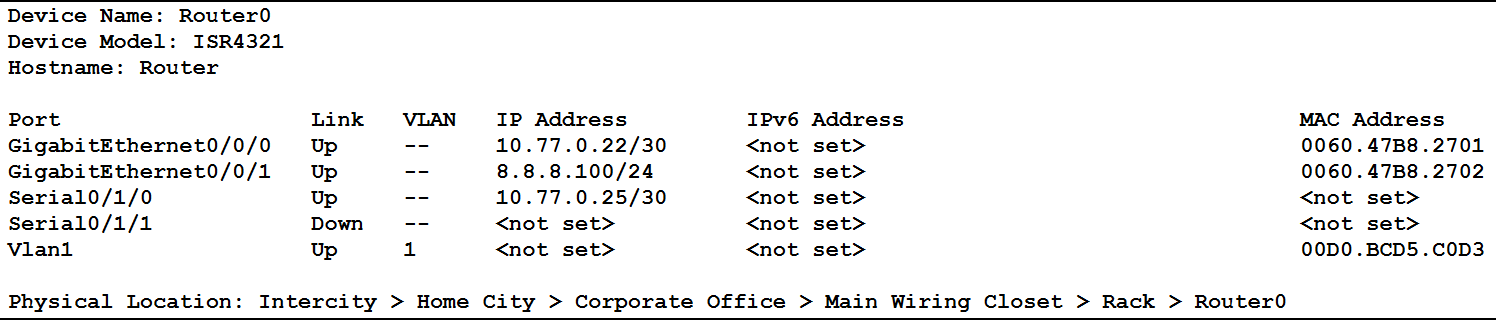 Device Name: Router0
Device Model: ISR4321
Hostname: Router
Port Link VLAN IP Address IPv6 Address MAC Address
GigabitEthernet0/0/0 Up -- 10.77.0.22/30 <not set> 0060.47B8.2701
GigabitEthernet0/0/1 Up -- 8.8.8.100/24 <not set> 0060.47B8.2702
Serial0/1/0 Up -- 10.77.0.25/30 <not set> <not set>
Serial0/1/1 Down -- <not set> <not set> <not set>
Vlan1 Up 1 <not set> <not set> 00D0.BCD5.C0D3
Physical Location: Intercity > Home City > Corporate Office > Main Wiring Closet > Rack > Router0